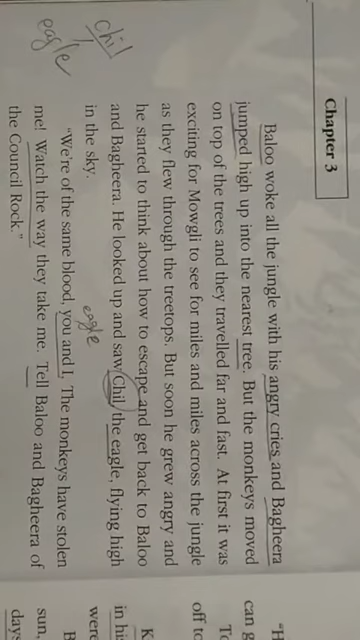 Chapter 3
Baloo woke all the jungle with his angry cries and Bagheera
jumped high up into the nearest tree. But the monkeys moved
on top of the trees and they travelled far and fast. At first it was
exciting for Mowgli to see for miles and miles across the jungle
as they flew through the treetops. But soon he grew angry and
he started to think about how to escape and get back to Baloo
and Bagheera. He looked up and saw Chil, the eagle, flying high
in the sky.
eagle
"We're of the same blood, you and I. The monkeys have stolen
me! Watch the way they take me. Tell Baloo and Bagheera of
the Council Rock."
chil
eagle
"H
can g
To
off to
K
in his
were
B
sun,
days